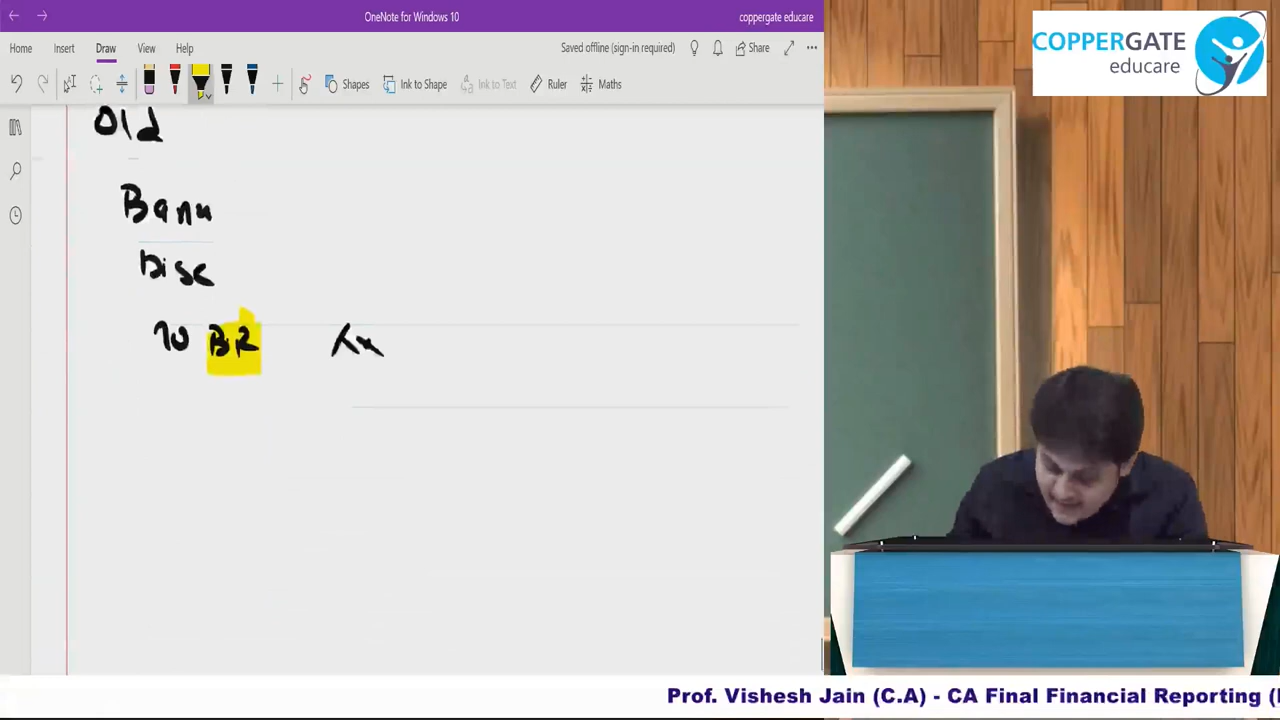 OneNote for Windows 10
coppergate educare
Home Insert Draw View Help
Saved offline (sign-in required)
Share
Shapes
Ink to Shape
Ink to Text
Ruler
Maths
COPPERGATE
educare
Old
Bank
Disc
To BR
Prof. Vishesh Jain (C.A) - CA Final Financial Reporting (